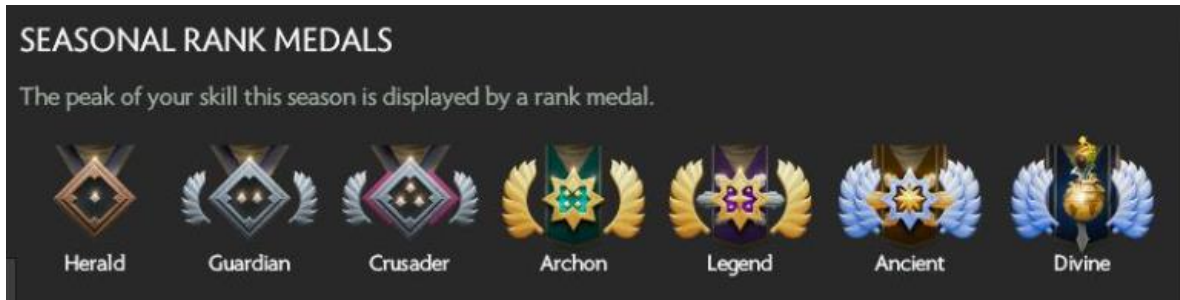 SEASONAL RANK MEDALS
The peak of your skill this season is displayed by a rank medal.
Herald Guardian Crusader Archon Legend Ancient Divine